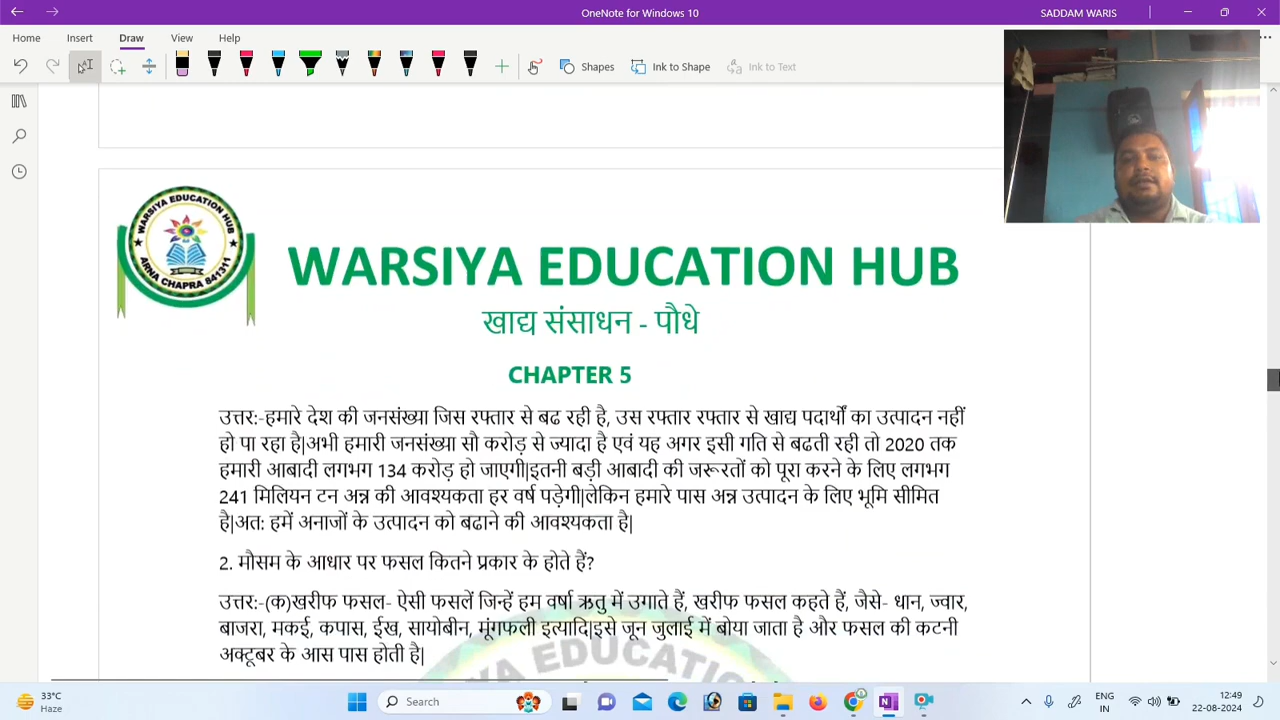 OneNote for Windows 10
SADDAM WARIS
Home Insert Draw View Help
Shapes Ink to Shape Ink to Text
WARSIYA EDUCATION HUB
ARNA CHAPRA 841311
WARSIYA EDUCATION HUB
खाद्य संसाधन - पौधे
CHAPTER 5
उत्तर:-हमारे देश की जनसंख्या जिस रफ्तार से बढ रही है, उस रफ्तार रफ्तार से खाद्य पदार्थों का उत्पादन नहीं
हो पा रहा है|अभी हमारी जनसंख्या सौ करोड़ से ज्यादा है एवं यह अगर इसी गति से बढती रही तो 2020 तक
हमारी आबादी लगभग 134 करोड़ हो जाएगी|इतनी बड़ी आबादी की जरूरतों को पूरा करने के लिए लगभग
241 मिलियन टन अन्न की आवश्यकता हर वर्ष पड़ेगी|लेकिन हमारे पास अन्न उत्पादन के लिए भूमि सीमित
है|अत: हमें अनाजों के उत्पादन को बढाने की आवश्यकता है|
2. मौसम के आधार पर फसल कितने प्रकार के होते हैं?
उत्तर:-(क)खरीफ फसल- ऐसी फसलें जिन्हें हम वर्षा ऋतु में उगाते हैं, खरीफ फसल कहते हैं, जैसे- धान, ज्वार,
बाजरा, मकई, कपास, ईख, सायोबीन, मूंगफली इत्यादि|इसे जून जुलाई में बोया जाता है और फसल की कटनी
अक्टूबर के आस पास होती है|
YA EDUCATION
33°C
Haze
Search
ENG
IN
12:49
22-08-2024